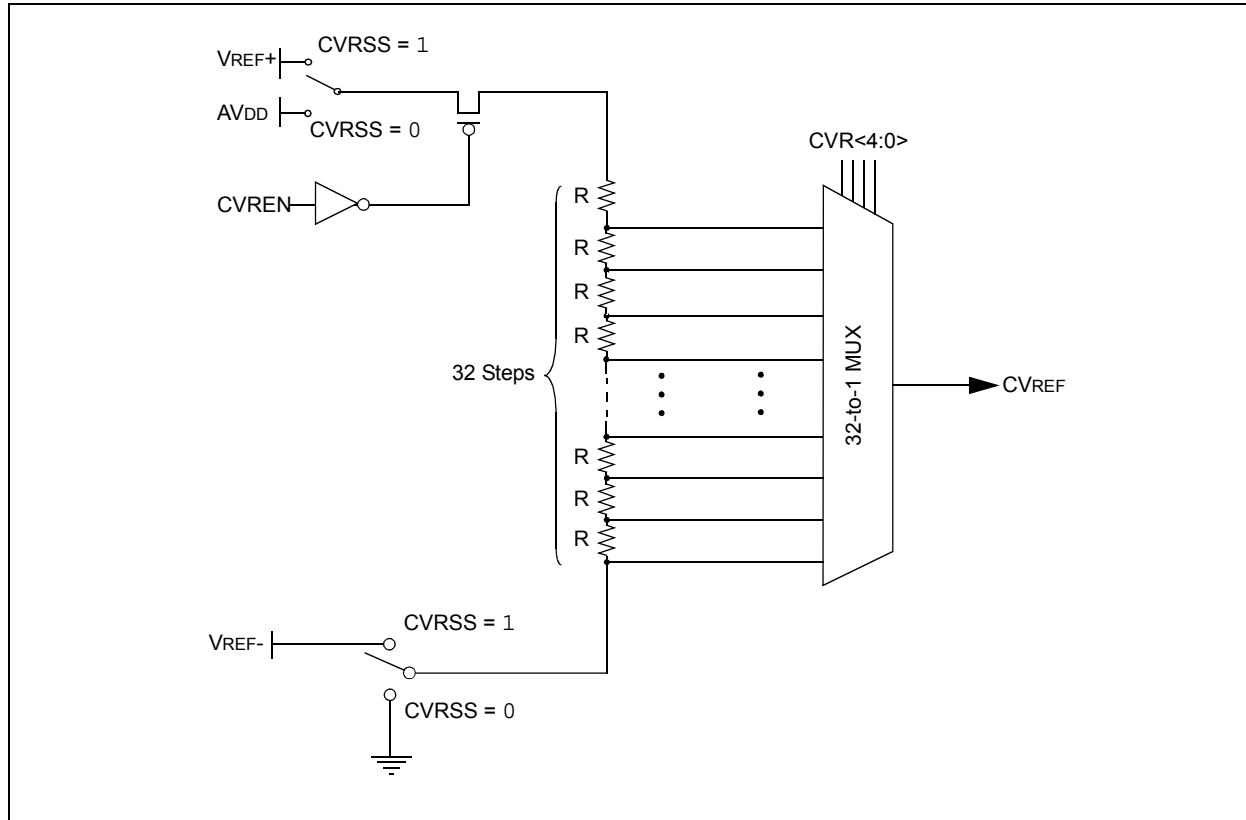 CVRSS = 1
VREF+
AVDD
CVRSS = 0
CVREN
CVR<4:0>
R
R
R
R
32 Steps
32-to-1 MUX
CVREF
R
R
R
CVRSS = 1
VREF-
CVRSS = 0